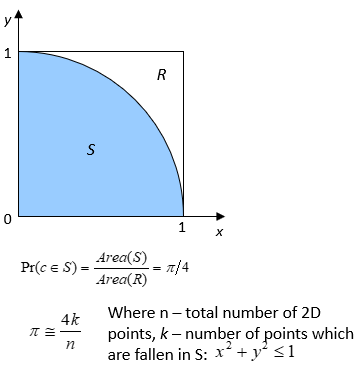 y
1
R
S
0
1
x
Pr(c ∈ S) = Area(S)/Area(R) = π/4
π ≅ 4k/n
Where n – total number of 2D
points, k – number of points which
are fallen in S: x² + y² ≤ 1